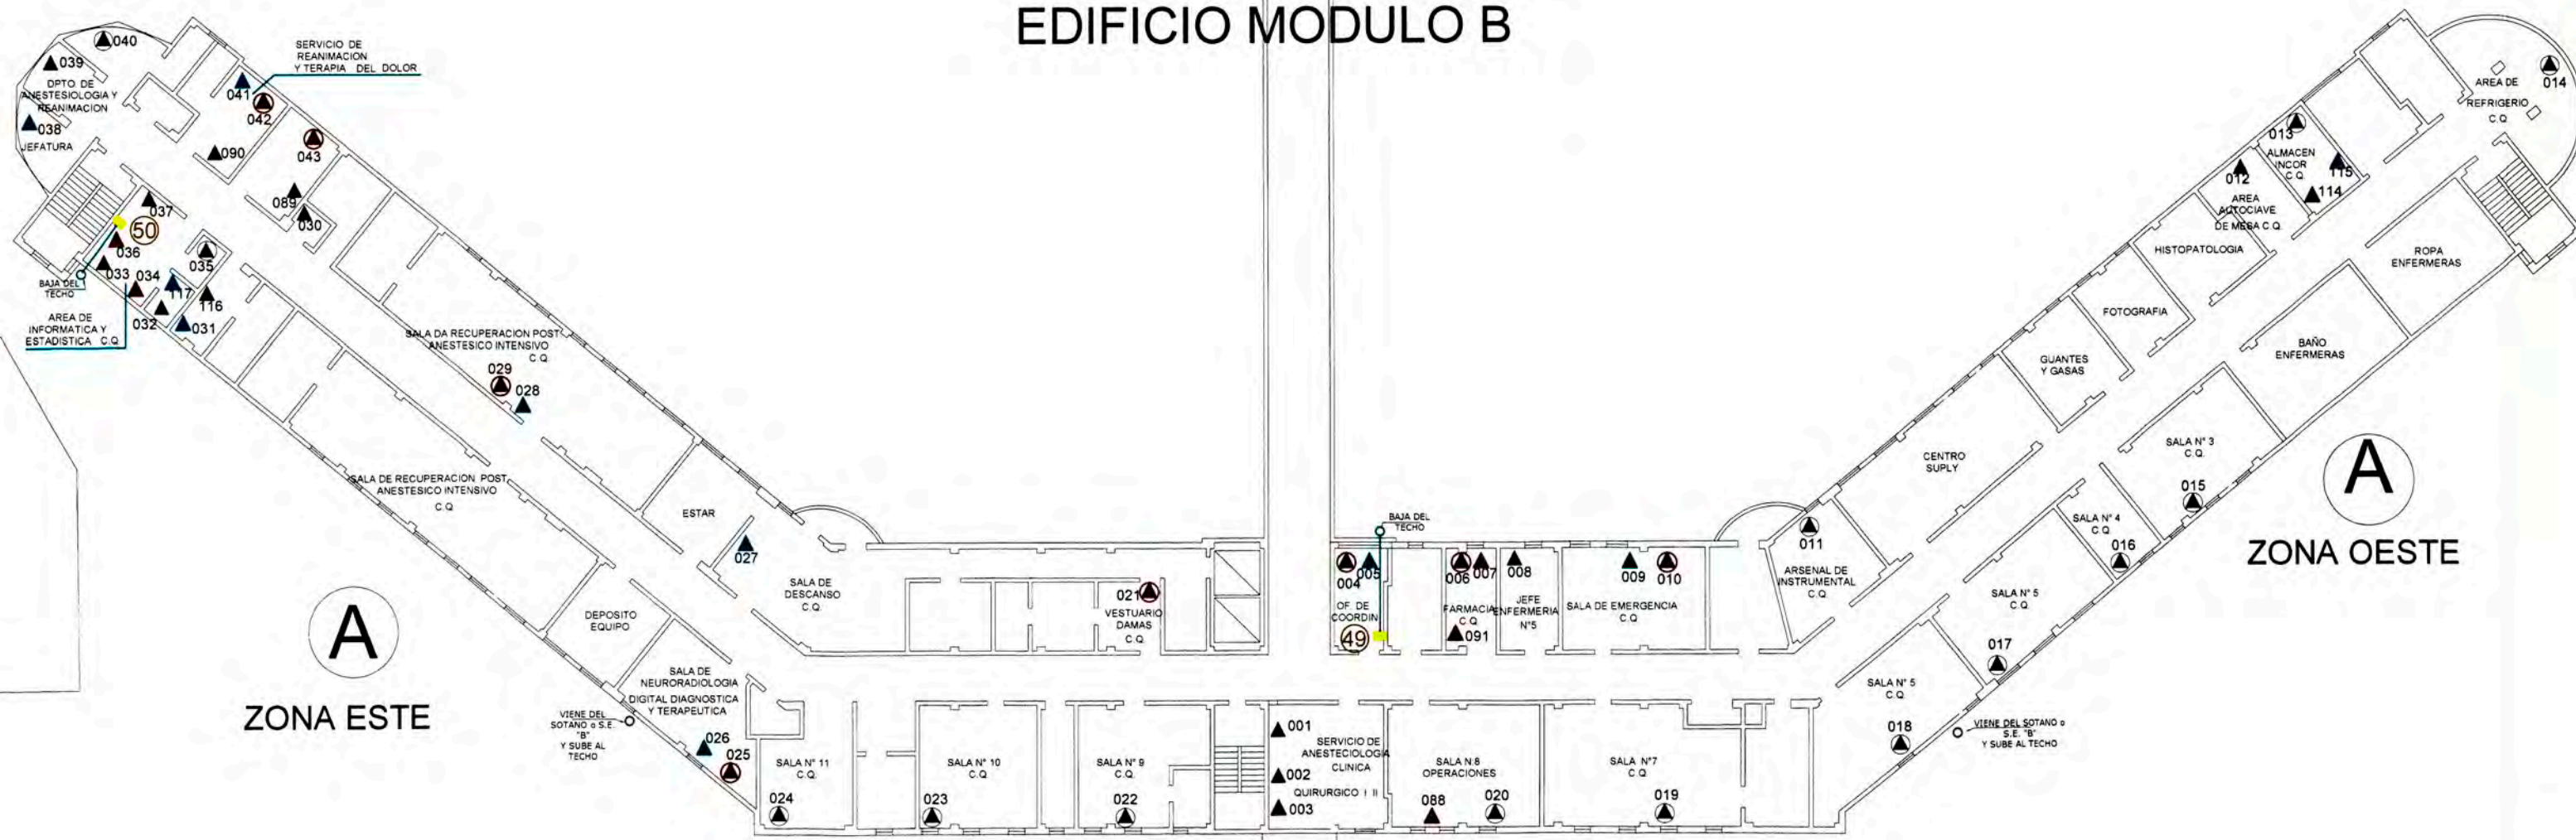 EDIFICIO MODULO B
040
039
DPTO DE
ANESTESIOLOGIA Y
REANIMACION
038
JEFATURA
SERVICIO DE
REANIMACION
Y TERAPIA DEL DOLOR
041
042
043
090
089
030
037
50
036
035
033
034
117
116
032
031
BAJA DEL
TECHO
AREA DE
INFORMATICA Y
ESTADISTICA C.Q.
SALA DA RECUPERACION POST
ANESTESICO INTENSIVO
C.Q.
029
028
SALA DE RECUPERACION POST
ANESTESICO INTENSIVO
C.Q.
ESTAR
027
SALA DE
DESCANSO
C.Q.
DEPOSITO
EQUIPO
A
ZONA ESTE
SALA DE
NEURORADIOLOGIA
DIGITAL DIAGNOSTICA
Y TERAPEUTICA
VIENE DEL
SOTANO o S.E.
"B"
Y SUBE AL
TECHO
026
025
021
VESTUARIO
DAMAS
C.Q.
SALA N° 11
C.Q.
024
SALA N° 10
C.Q.
023
SALA N° 9
C.Q.
022
001
SERVICIO DE
ANESTECIOLOGIA
CLINICA
002
QUIRURGICO I II
003
SALA N.8
OPERACIONES
088
020
SALA N°7
C.Q.
019
BAJA DEL
TECHO
004
005
OF. DE
COORDIN
49
006
007
FARMACIA
C.Q.
091
008
JEFE
ENFERMERIA
N°5
009
010
SALA DE EMERGENCIA
C.Q.
011
ARSENAL DE
INSTRUMENTAL
C.Q.
CENTRO
SUPLY
GUANTES
Y GASAS
FOTOGRAFIA
HISTOPATOLOGIA
012
AREA
AUTOCIAVE
DE MESA C.Q.
013
ALMACEN
INCOR
C.Q.
115
114
AREA DE
REFRIGERIO
C.Q.
014
ROPA
ENFERMERAS
BAÑO
ENFERMERAS
SALA N° 3
C.Q.
015
SALA N° 4
C.Q.
016
SALA N° 5
C.Q.
017
SALA N° 5
C.Q.
018
VIENE DEL SOTANO o
S.E. "B"
Y SUBE AL TECHO
A
ZONA OESTE